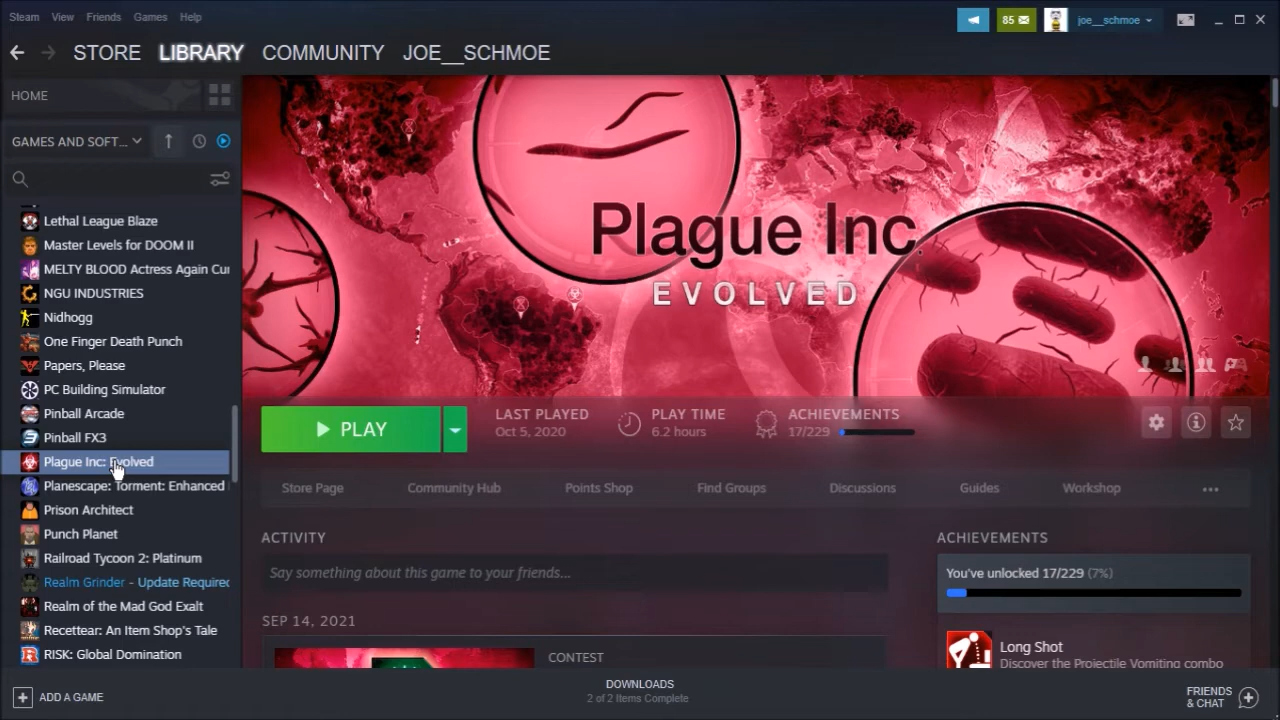 Steam View Friends Games Help
85
joe__schmoe
STORE LIBRARY COMMUNITY JOE__SCHMOE
HOME
GAMES AND SOFT...
Lethal League Blaze
Master Levels for DOOM II
MELTY BLOOD Actress Again Cur
NGU INDUSTRIES
Nidhogg
One Finger Death Punch
Papers, Please
PC Building Simulator
Pinball Arcade
Pinball FX3
Plague Inc: Evolved
Planescape: Torment: Enhanced
Prison Architect
Punch Planet
Railroad Tycoon 2: Platinum
Realm Grinder - Update Required
Realm of the Mad God Exalt
Recettear: An Item Shop's Tale
RISK: Global Domination
Plague Inc.
EVOLVED
PLAY
LAST PLAYED
Oct 5, 2020
PLAY TIME
6.2 hours
ACHIEVEMENTS
17/229
Store Page Community Hub Points Shop Find Groups Discussions Guides Workshop ...
ACTIVITY
Say something about this game to your friends...
SEP 14, 2021
CONTEST
ACHIEVEMENTS
You've unlocked 17/229 (7%)
Long Shot
Discover the Projectile Vomiting combo
ADD A GAME
DOWNLOADS
2 of 2 Items Complete
FRIENDS
& CHAT